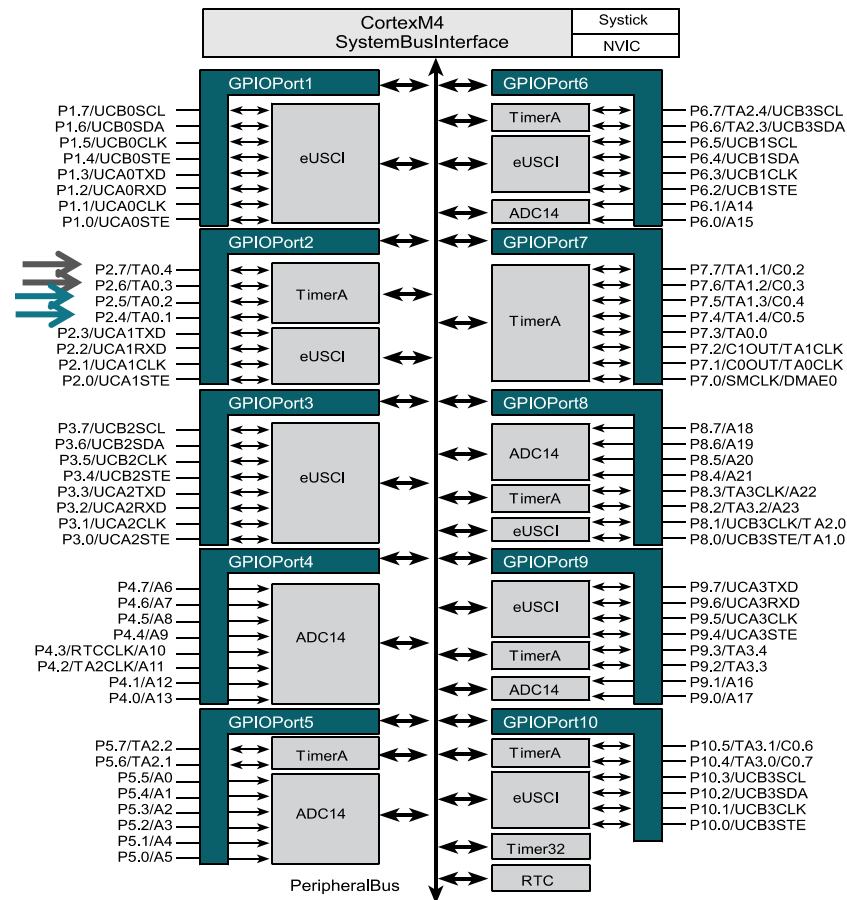 CortexM4
SystemBusInterface
Systick
NVIC
GPIOPort1
P1.7/UCB0SCL
P1.6/UCB0SDA
P1.5/UCB0CLK
P1.4/UCB0STE
P1.3/UCA0TXD
P1.2/UCA0RXD
P1.1/UCA0CLK
P1.0/UCA0STE
eUSCI
GPIOPort2
P2.7/TA0.4
P2.6/TA0.3
P2.5/TA0.2
P2.4/TA0.1
P2.3/UCA1TXD
P2.2/UCA1RXD
P2.1/UCA1CLK
P2.0/UCA1STE
TimerA
eUSCI
GPIOPort3
P3.7/UCB2SCL
P3.6/UCB2SDA
P3.5/UCB2CLK
P3.4/UCB2STE
P3.3/UCA2TXD
P3.2/UCA2RXD
P3.1/UCA2CLK
P3.0/UCA2STE
eUSCI
GPIOPort4
P4.7/A6
P4.6/A7
P4.5/A8
P4.4/A9
P4.3/RTCCLK/A10
P4.2/TA2CLK/A11
P4.1/A12
P4.0/A13
ADC14
GPIOPort5
P5.7/TA2.2
P5.6/TA2.1
P5.5/A0
P5.4/A1
P5.3/A2
P5.2/A3
P5.1/A4
P5.0/A5
TimerA
ADC14
PeripheralBus
GPIOPort6
TimerA
eUSCI
ADC14
P6.7/TA2.4/UCB3SCL
P6.6/TA2.3/UCB3SDA
P6.5/UCB1SCL
P6.4/UCB1SDA
P6.3/UCB1CLK
P6.2/UCB1STE
P6.1/A14
P6.0/A15
GPIOPort7
TimerA
P7.7/TA1.1/C0.2
P7.6/TA1.2/C0.3
P7.5/TA1.3/C0.4
P7.4/TA1.4/C0.5
P7.3/TA0.0
P7.2/C1OUT/TA1CLK
P7.1/C0OUT/TA0CLK
P7.0/SMCLK/DMAE0
GPIOPort8
ADC14
TimerA
eUSCI
P8.7/A18
P8.6/A19
P8.5/A20
P8.4/A21
P8.3/TA3CLK/A22
P8.2/TA3.2/A23
P8.1/UCB3CLK/TA2.0
P8.0/UCB3STE/TA1.0
GPIOPort9
eUSCI
TimerA
ADC14
P9.7/UCA3TXD
P9.6/UCA3RXD
P9.5/UCA3CLK
P9.4/UCA3STE
P9.3/TA3.4
P9.2/TA3.3
P9.1/A16
P9.0/A17
GPIOPort10
TimerA
eUSCI
Timer32
RTC
P10.5/TA3.1/C0.6
P10.4/TA3.0/C0.7
P10.3/UCB3SCL
P10.2/UCB3SDA
P10.1/UCB3CLK
P10.0/UCB3STE